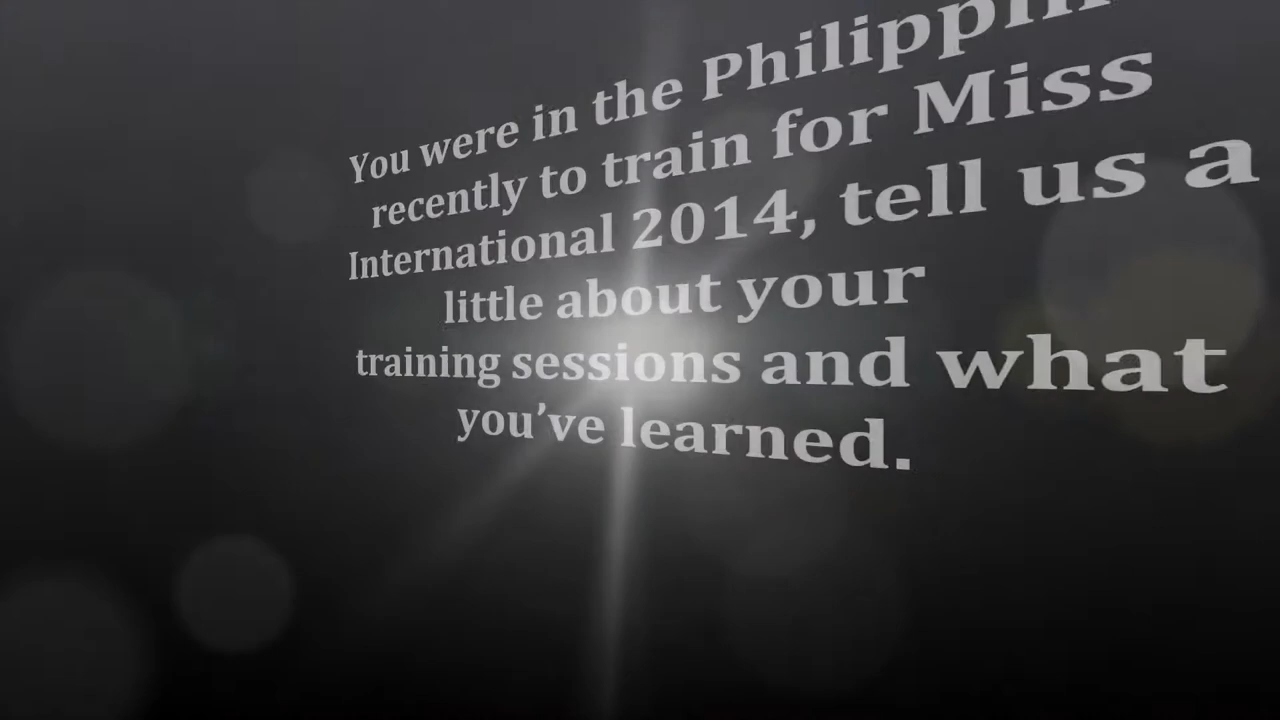 You were in the
recently to train for Miss
International 2014, tell us a
little about your
training sessions and what
you've learned.